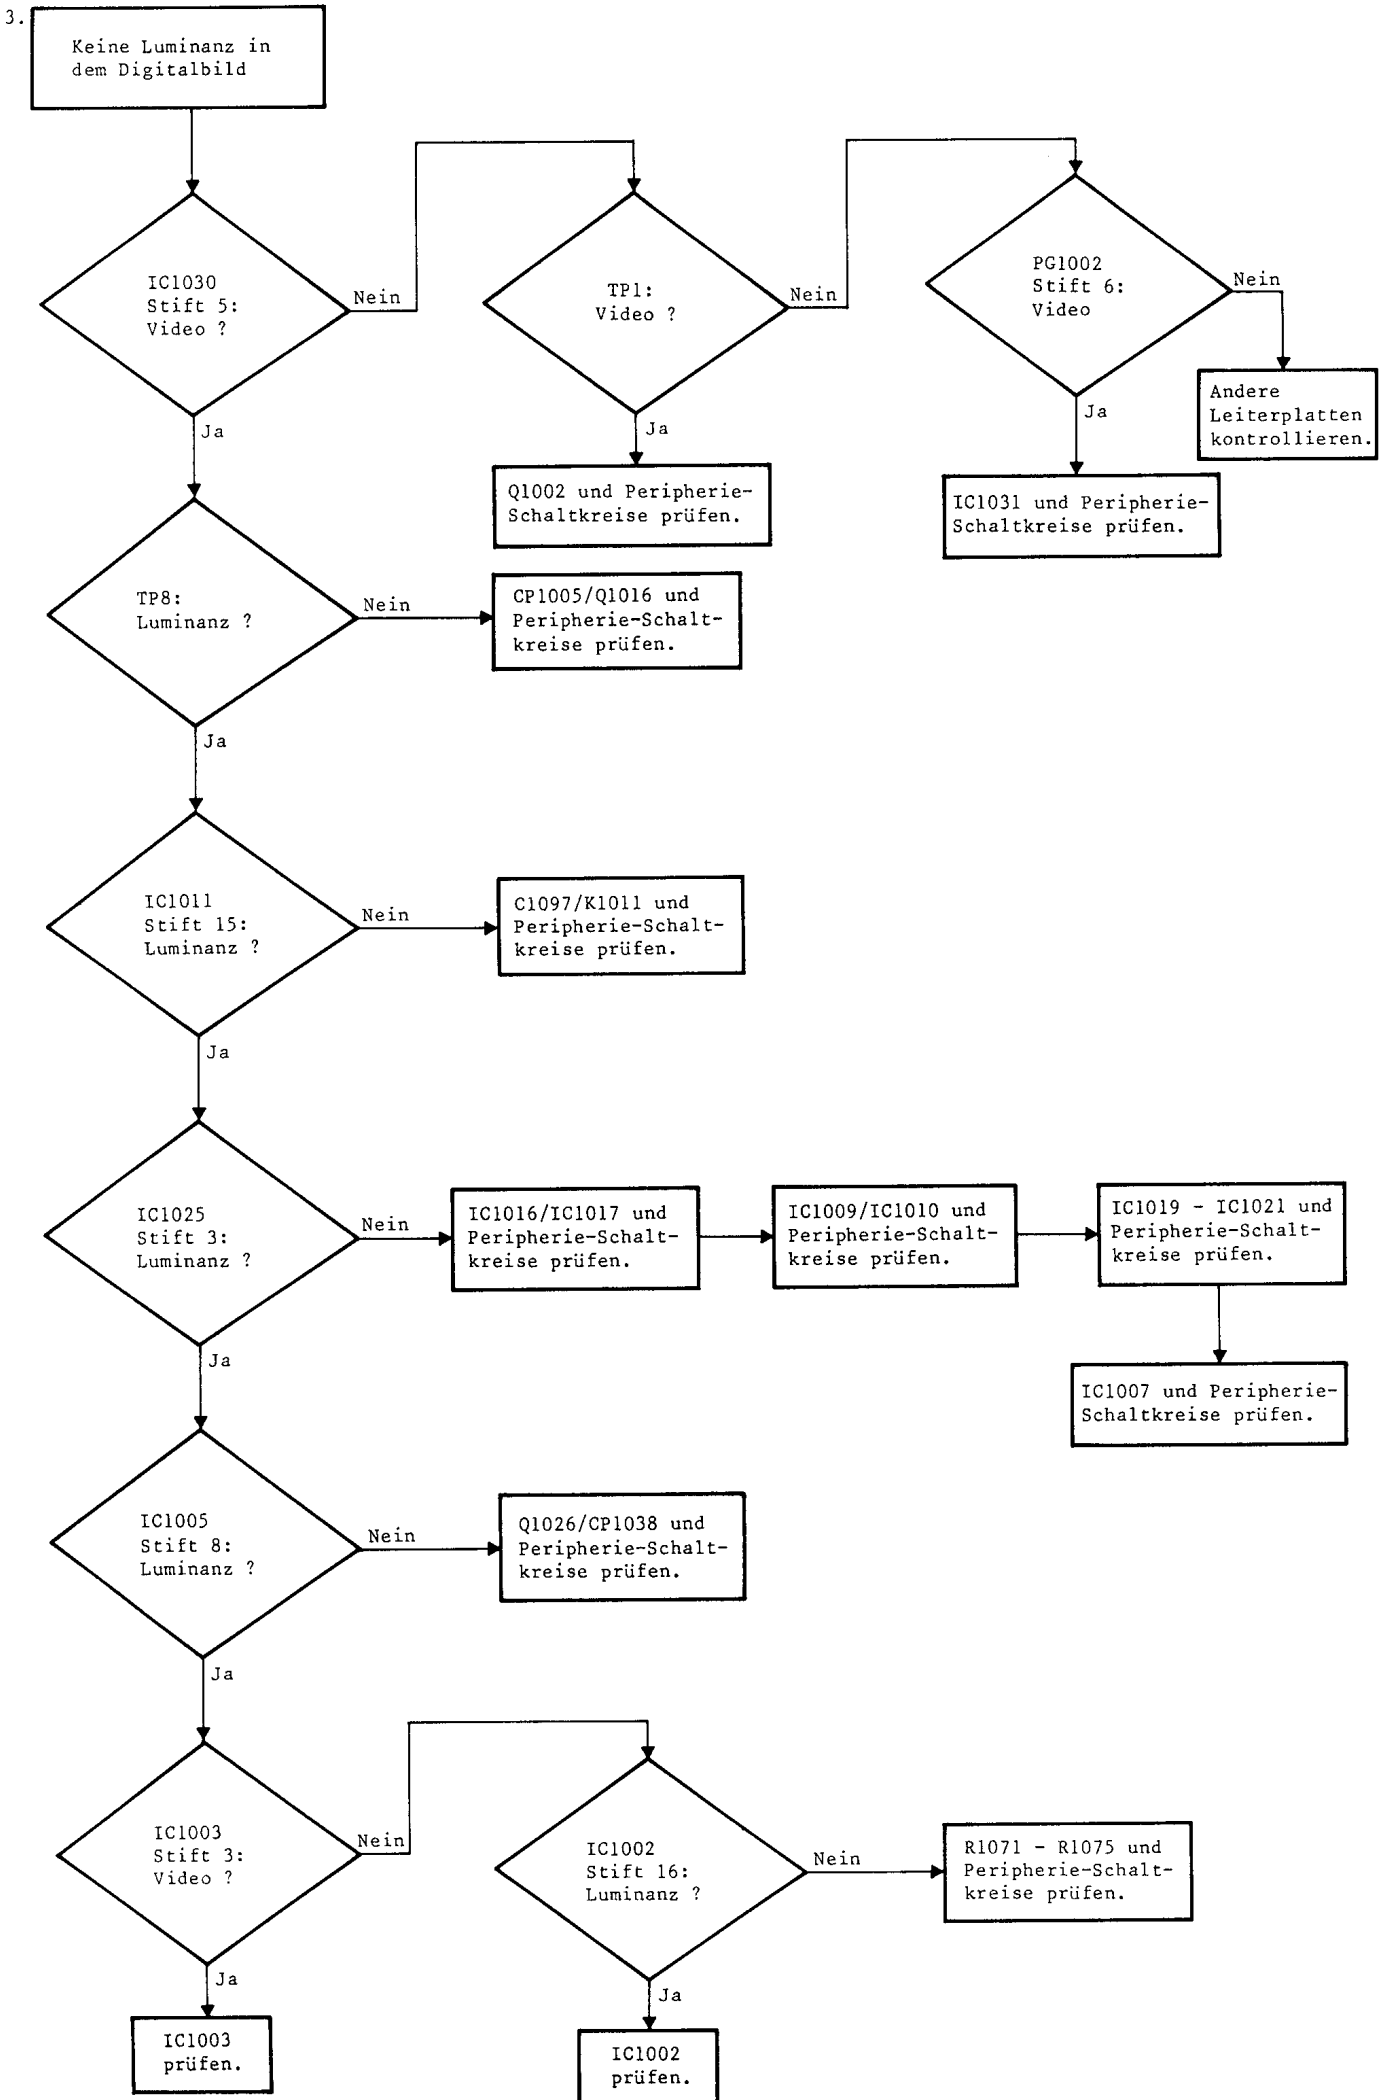 3.
Keine Luminanz in
dem Digitalbild
IC1030
Stift 5:
Video ?
Nein
Ja
TP1:
Video ?
Nein
Ja
PG1002
Stift 6:
Video
Nein
Ja
Andere
Leiterplatten
kontrollieren.
Q1002 und Peripherie-
Schaltkreise prüfen.
IC1031 und Peripherie-
Schaltkreise prüfen.
TP8:
Luminanz ?
Nein
Ja
CP1005/Q1016 und
Peripherie-Schalt-
kreise prüfen.
IC1011
Stift 15:
Luminanz ?
Nein
Ja
C1097/K1011 und
Peripherie-Schalt-
kreise prüfen.
IC1025
Stift 3:
Luminanz ?
Nein
Ja
IC1016/IC1017 und
Peripherie-Schalt-
kreise prüfen.
IC1009/IC1010 und
Peripherie-Schalt-
kreise prüfen.
IC1019 - IC1021 und
Peripherie-Schalt-
kreise prüfen.
IC1007 und Peripherie-
Schaltkreise prüfen.
IC1005
Stift 8:
Luminanz ?
Nein
Ja
Q1026/CP1038 und
Peripherie-Schalt-
kreise prüfen.
IC1003
Stift 3:
Video ?
Nein
Ja
IC1002
Stift 16:
Luminanz ?
Nein
Ja
R1071 - R1075 und
Peripherie-Schalt-
kreise prüfen.
IC1003
prüfen.
IC1002
prüfen.